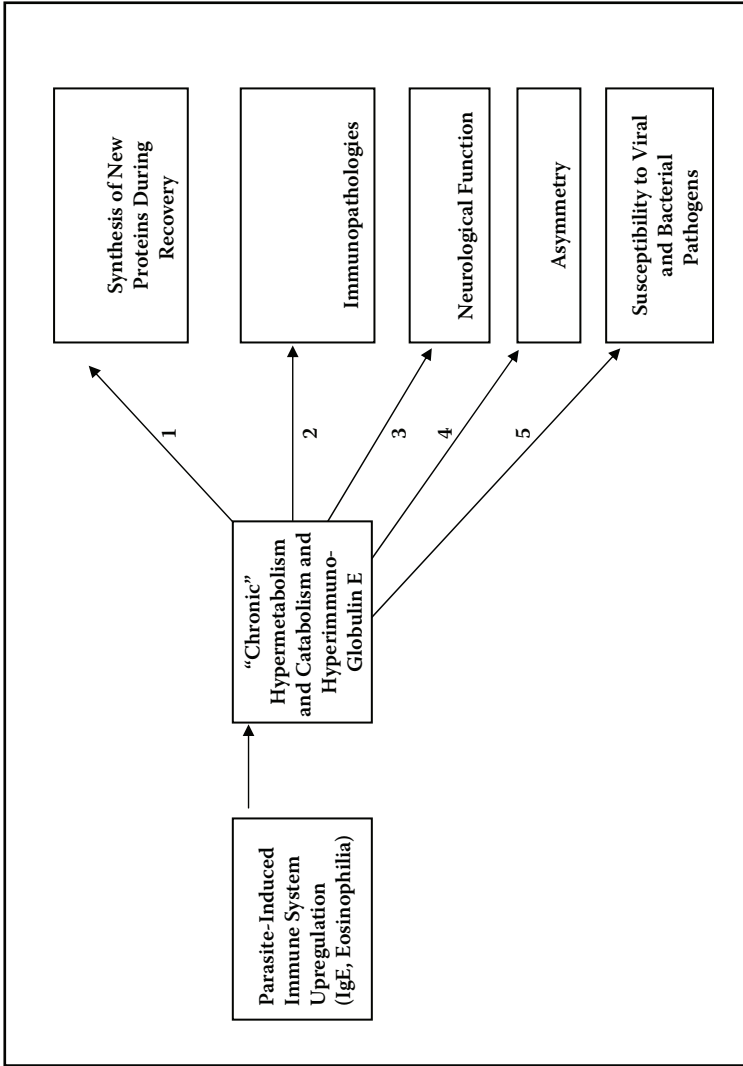 Parasite-Induced
Immune System
Upregulation
(IgE, Eosinophilia)
“Chronic”
Hypermetabolism
and Catabolism and
Hyperimmuno-
Globulin E
1
2
3
4
5
Synthesis of New
Proteins During
Recovery
Immunopathologies
Neurological Function
Asymmetry
Susceptibility to Viral
and Bacterial
Pathogens